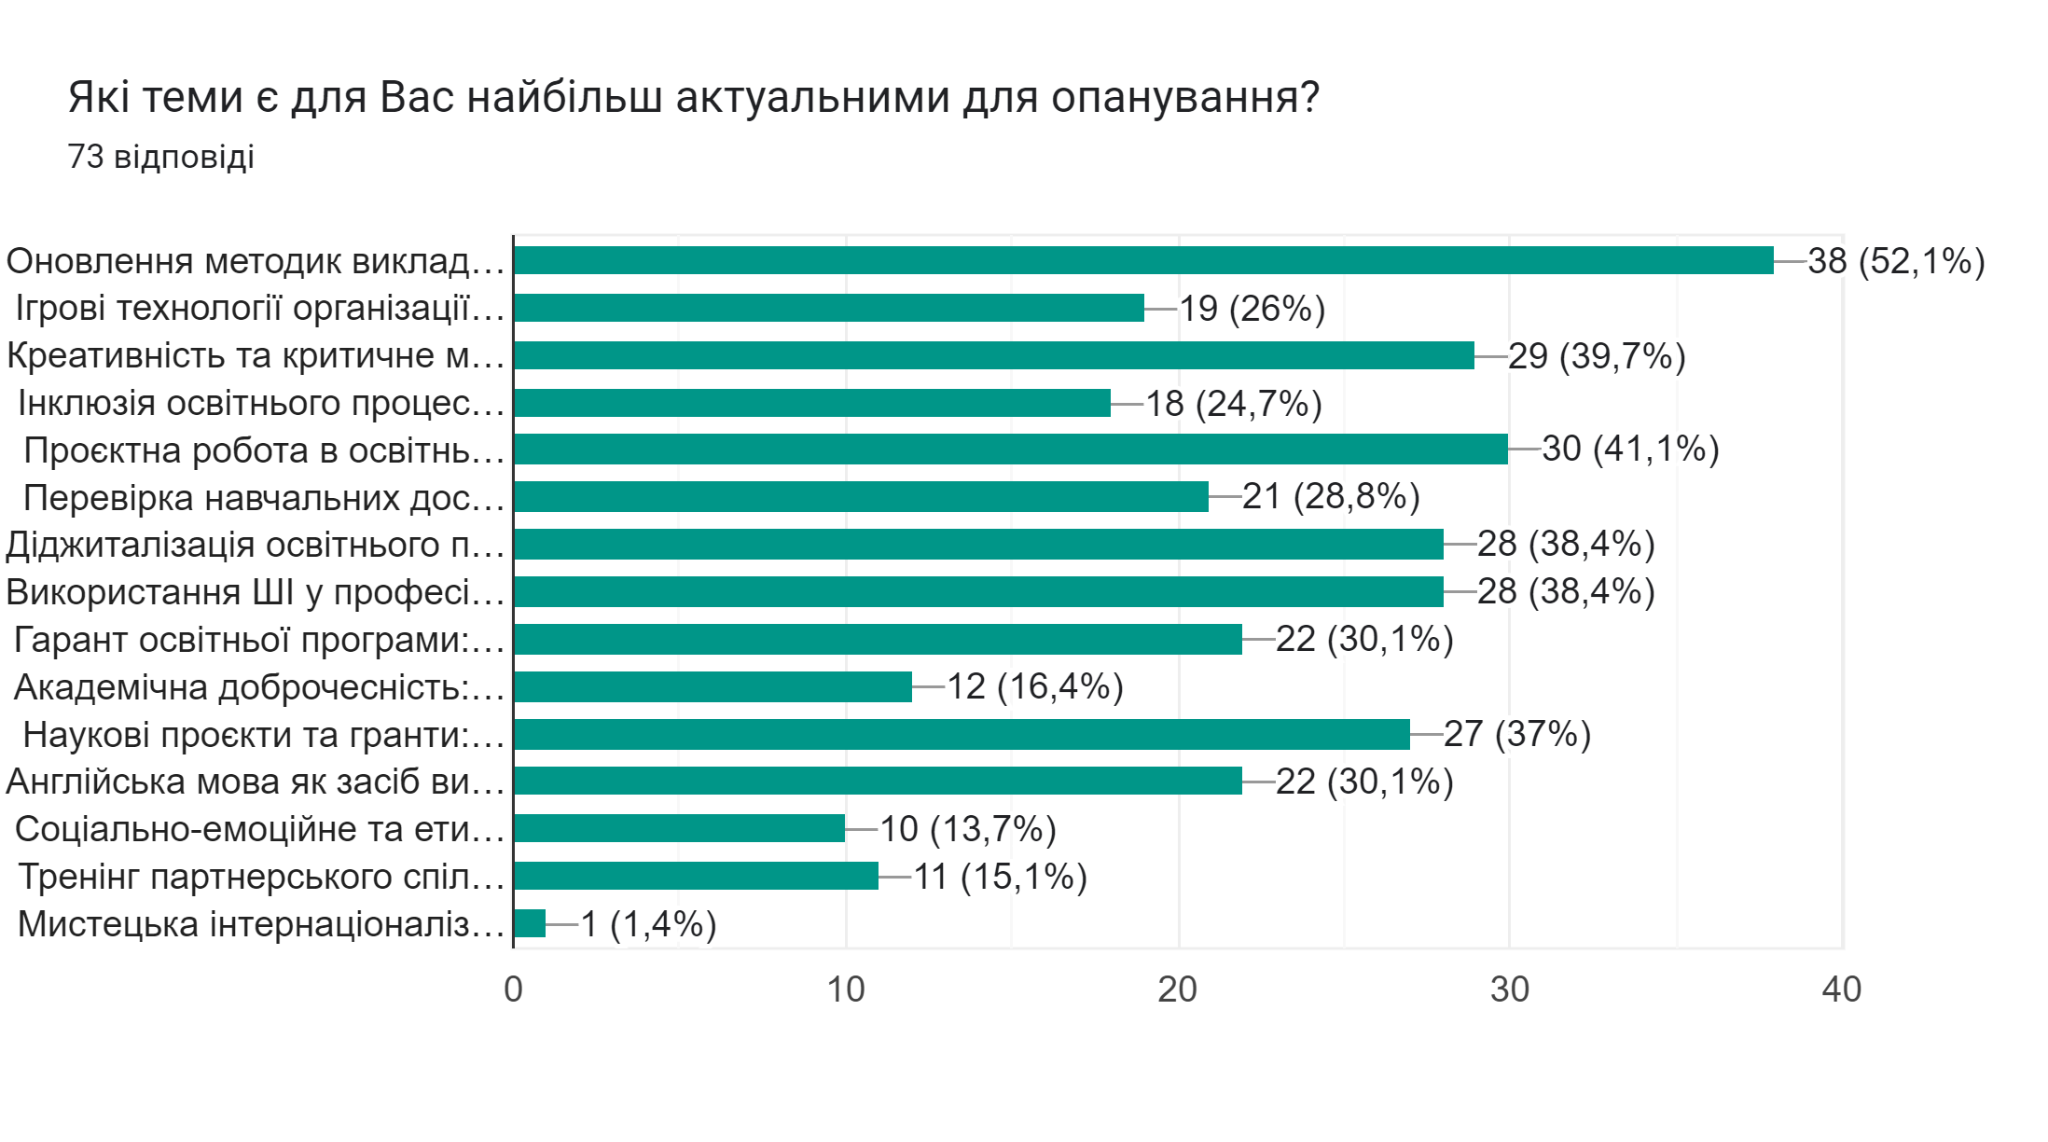 Які теми є для Вас найбільш актуальними для опанування?
73 відповіді
Оновлення методик виклад… 38 (52,1%)
Ігрові технології організації… 19 (26%)
Креативність та критичне м… 29 (39,7%)
Інклюзія освітнього процес… 18 (24,7%)
Проєктна робота в освітнь… 30 (41,1%)
Перевірка навчальних дос… 21 (28,8%)
Діджиталізація освітнього п… 28 (38,4%)
Використання ШІ у професі… 28 (38,4%)
Гарант освітньої програми:… 22 (30,1%)
Академічна доброчесність:… 12 (16,4%)
Наукові проєкти та гранти:… 27 (37%)
Англійська мова як засіб ви… 22 (30,1%)
Соціально-емоційне та ети… 10 (13,7%)
Тренінг партнерського спіл… 11 (15,1%)
Мистецька інтернаціоналіз… 1 (1,4%)
0 10 20 30 40